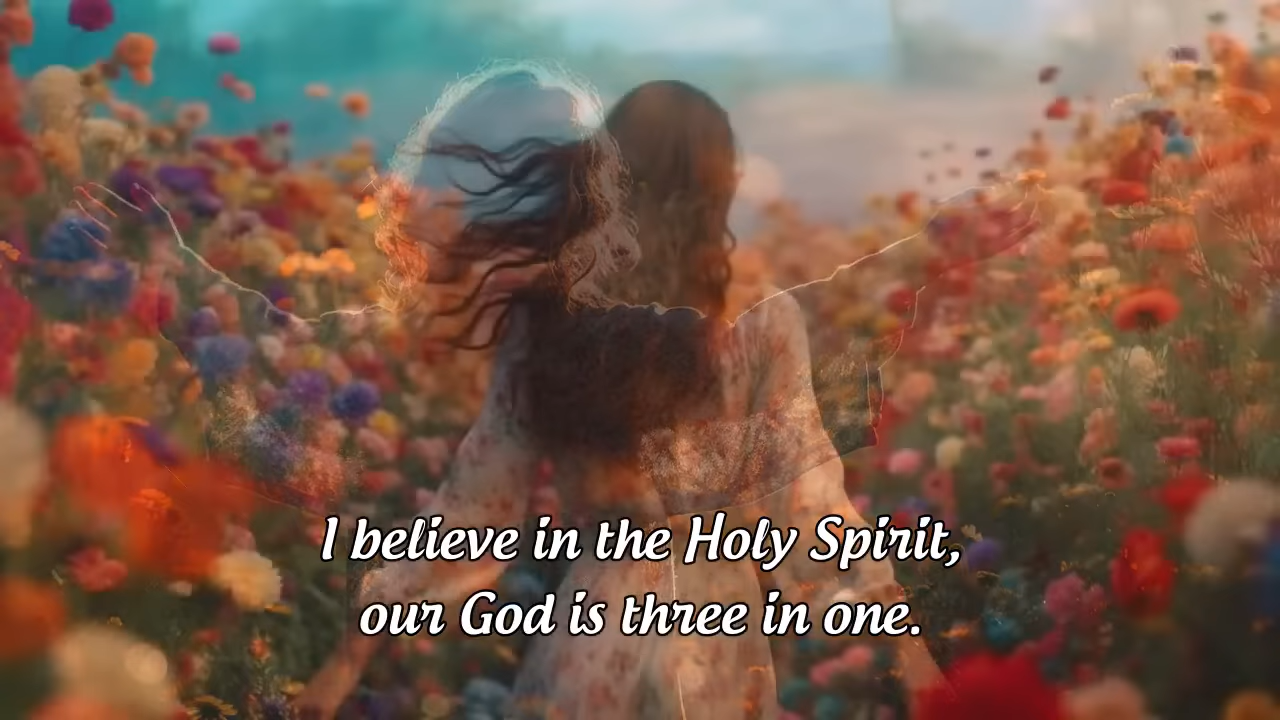 I believe in the Holy Spirit,
our God is three in one.